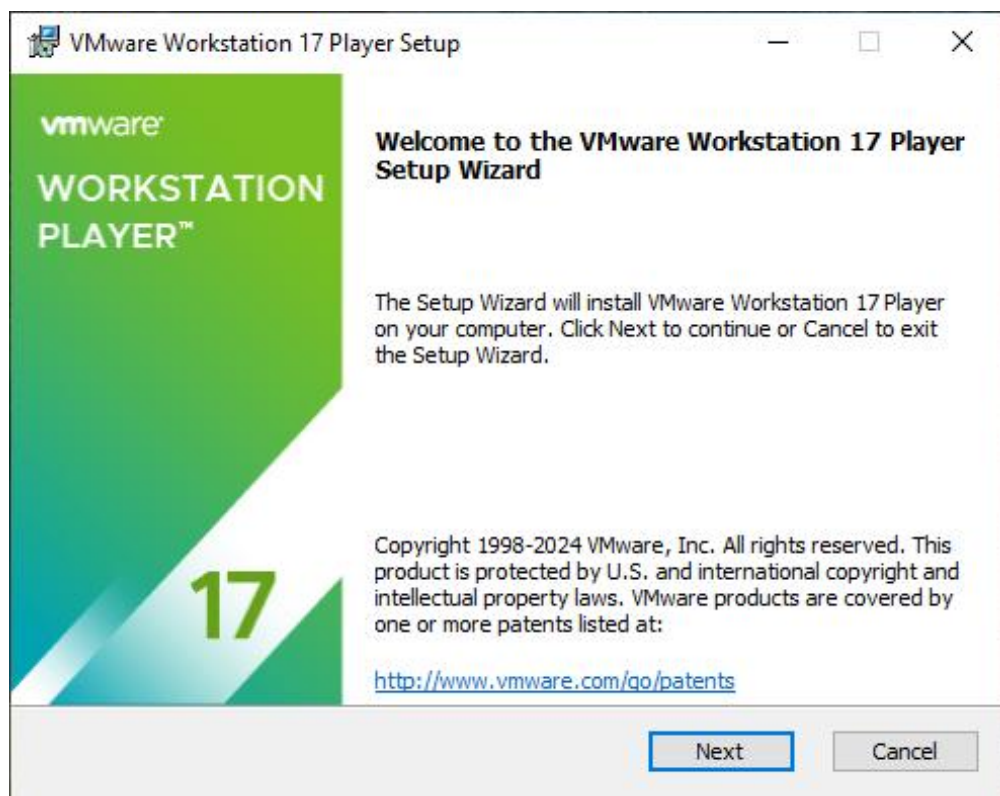 VMware Workstation 17 Player Setup
vmware
WORKSTATION
PLAYER™
17
Welcome to the VMware Workstation 17 Player
Setup Wizard
The Setup Wizard will install VMware Workstation 17 Player
on your computer. Click Next to continue or Cancel to exit
the Setup Wizard.
Copyright 1998-2024 VMware, Inc. All rights reserved. This
product is protected by U.S. and international copyright and
intellectual property laws. VMware products are covered by
one or more patents listed at:
http://www.vmware.com/go/patents
Next
Cancel